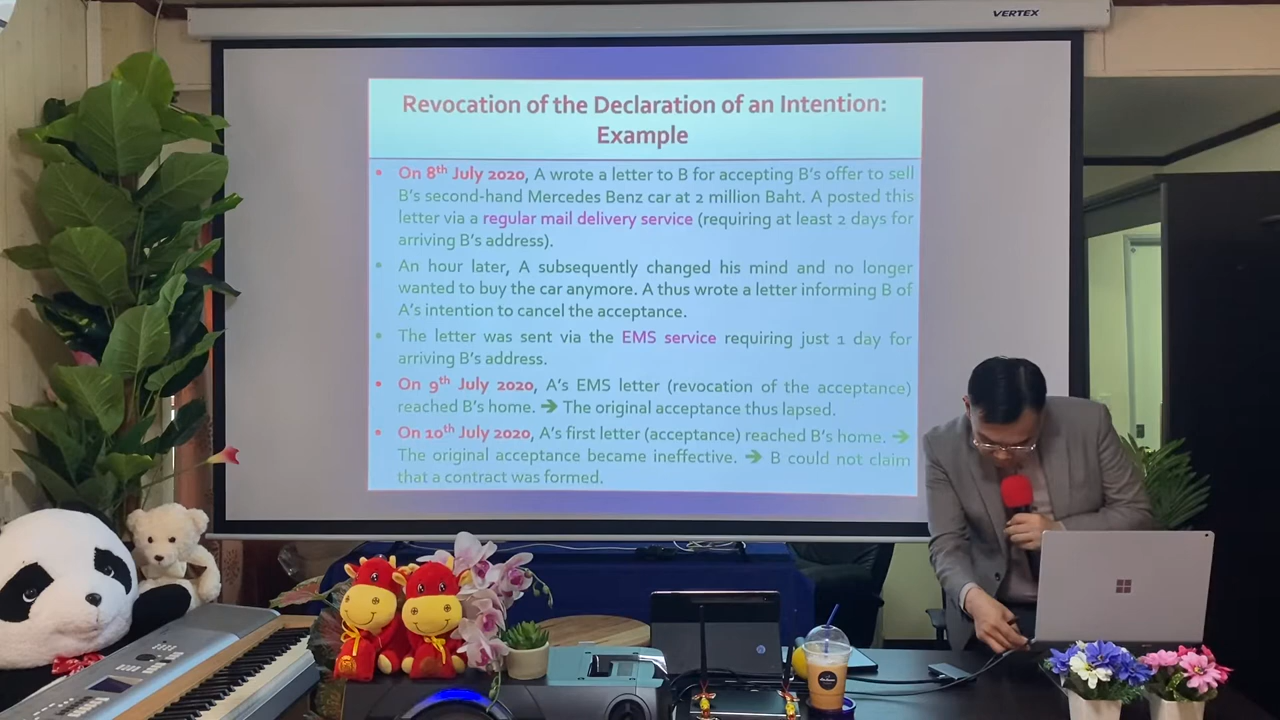 VERTEX
Revocation of the Declaration of an Intention:
Example
• On 8th July 2020, A wrote a letter to B for accepting B's offer to sell
B's second-hand Mercedes Benz car at 2 million Baht. A posted this
letter via a regular mail delivery service (requiring at least 2 days for
arriving B's address).
• An hour later, A subsequently changed his mind and no longer
wanted to buy the car anymore. A thus wrote a letter informing B of
A's intention to cancel the acceptance.
• The letter was sent via the EMS service requiring just 1 day for
arriving B's address.
• On 9th July 2020, A's EMS letter (revocation of the acceptance)
reached B's home. ➔ The original acceptance thus lapsed.
• On 10th July 2020, A's first letter (acceptance) reached B's home. ➔
The original acceptance became ineffective. ➔ B could not claim
that a contract was formed.